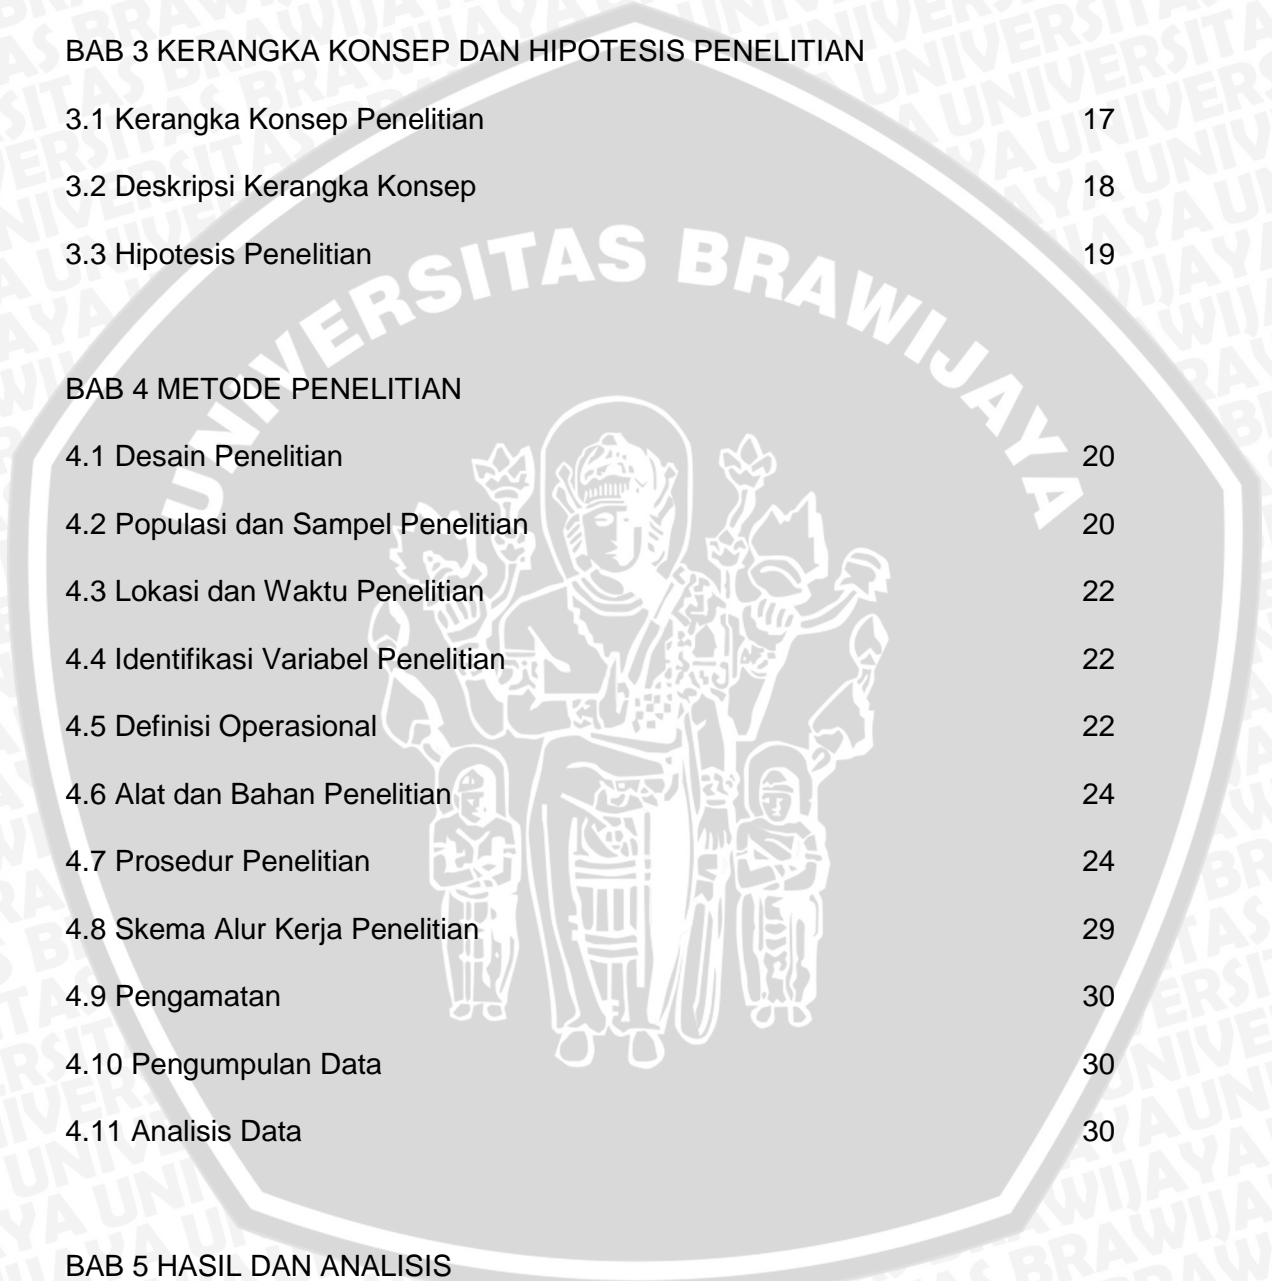 BAB 3 KERANGKA KONSEP DAN HIPOTESIS PENELITIAN
3.1 Kerangka Konsep Penelitian 17
3.2 Deskripsi Kerangka Konsep 18
3.3 Hipotesis Penelitian 19
UNIVERSITAS BRAWIJAYA
BAB 4 METODE PENELITIAN
4.1 Desain Penelitian 20
4.2 Populasi dan Sampel Penelitian 20
4.3 Lokasi dan Waktu Penelitian 22
4.4 Identifikasi Variabel Penelitian 22
4.5 Definisi Operasional 22
4.6 Alat dan Bahan Penelitian 24
4.7 Prosedur Penelitian 24
4.8 Skema Alur Kerja Penelitian 29
4.9 Pengamatan 30
4.10 Pengumpulan Data 30
4.11 Analisis Data 30
BAB 5 HASIL DAN ANALISIS